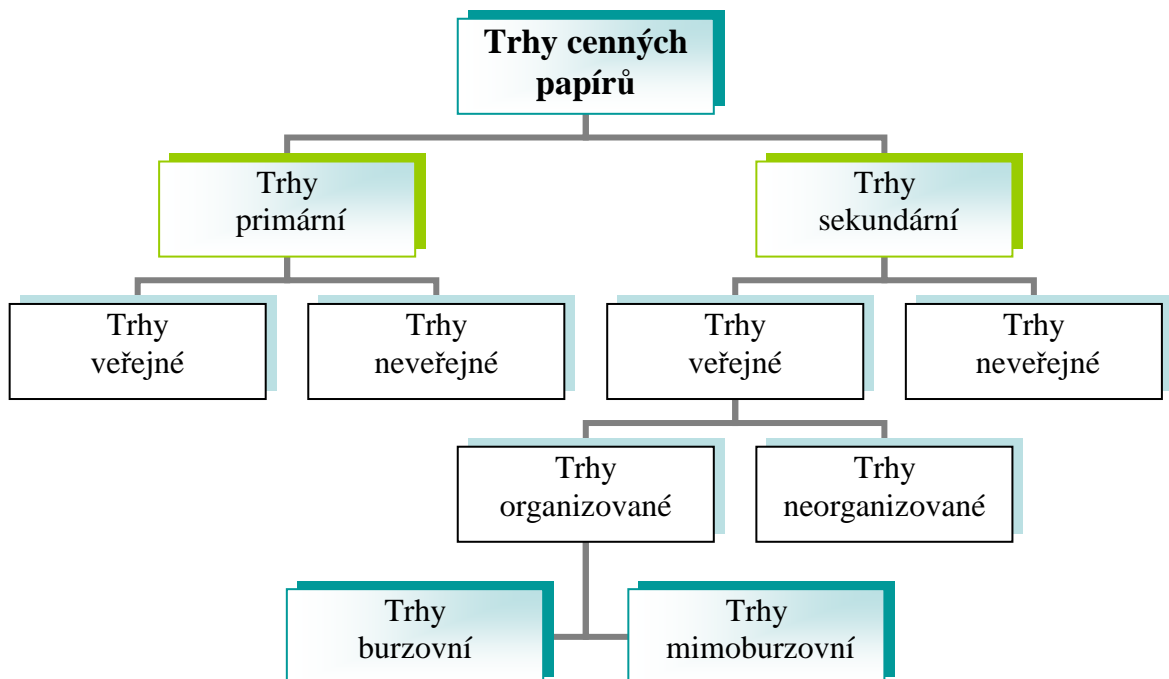 Trhy cenných
papírů
Trhy
primární
Trhy
sekundární
Trhy
veřejné
Trhy
neveřejné
Trhy
veřejné
Trhy
neveřejné
Trhy
organizované
Trhy
neorganizované
Trhy
burzovní
Trhy
mimoburzovní